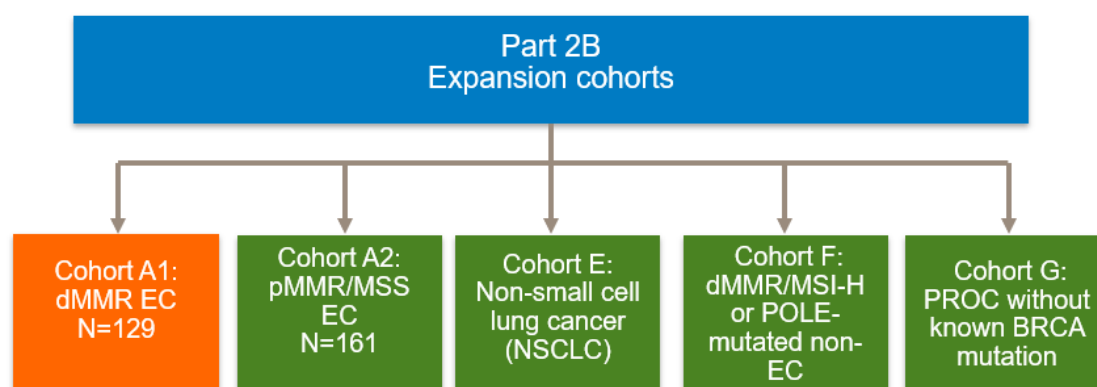 Part 2B
Expansion cohorts
Cohort A1:
dMMR EC
N=129
Cohort A2:
pMMR/MSS
EC
N=161
Cohort E:
Non-small cell
lung cancer
(NSCLC)
Cohort F:
dMMR/MSI-H
or POLE-
mutated non-
EC
Cohort G:
PROC without
known BRCA
mutation